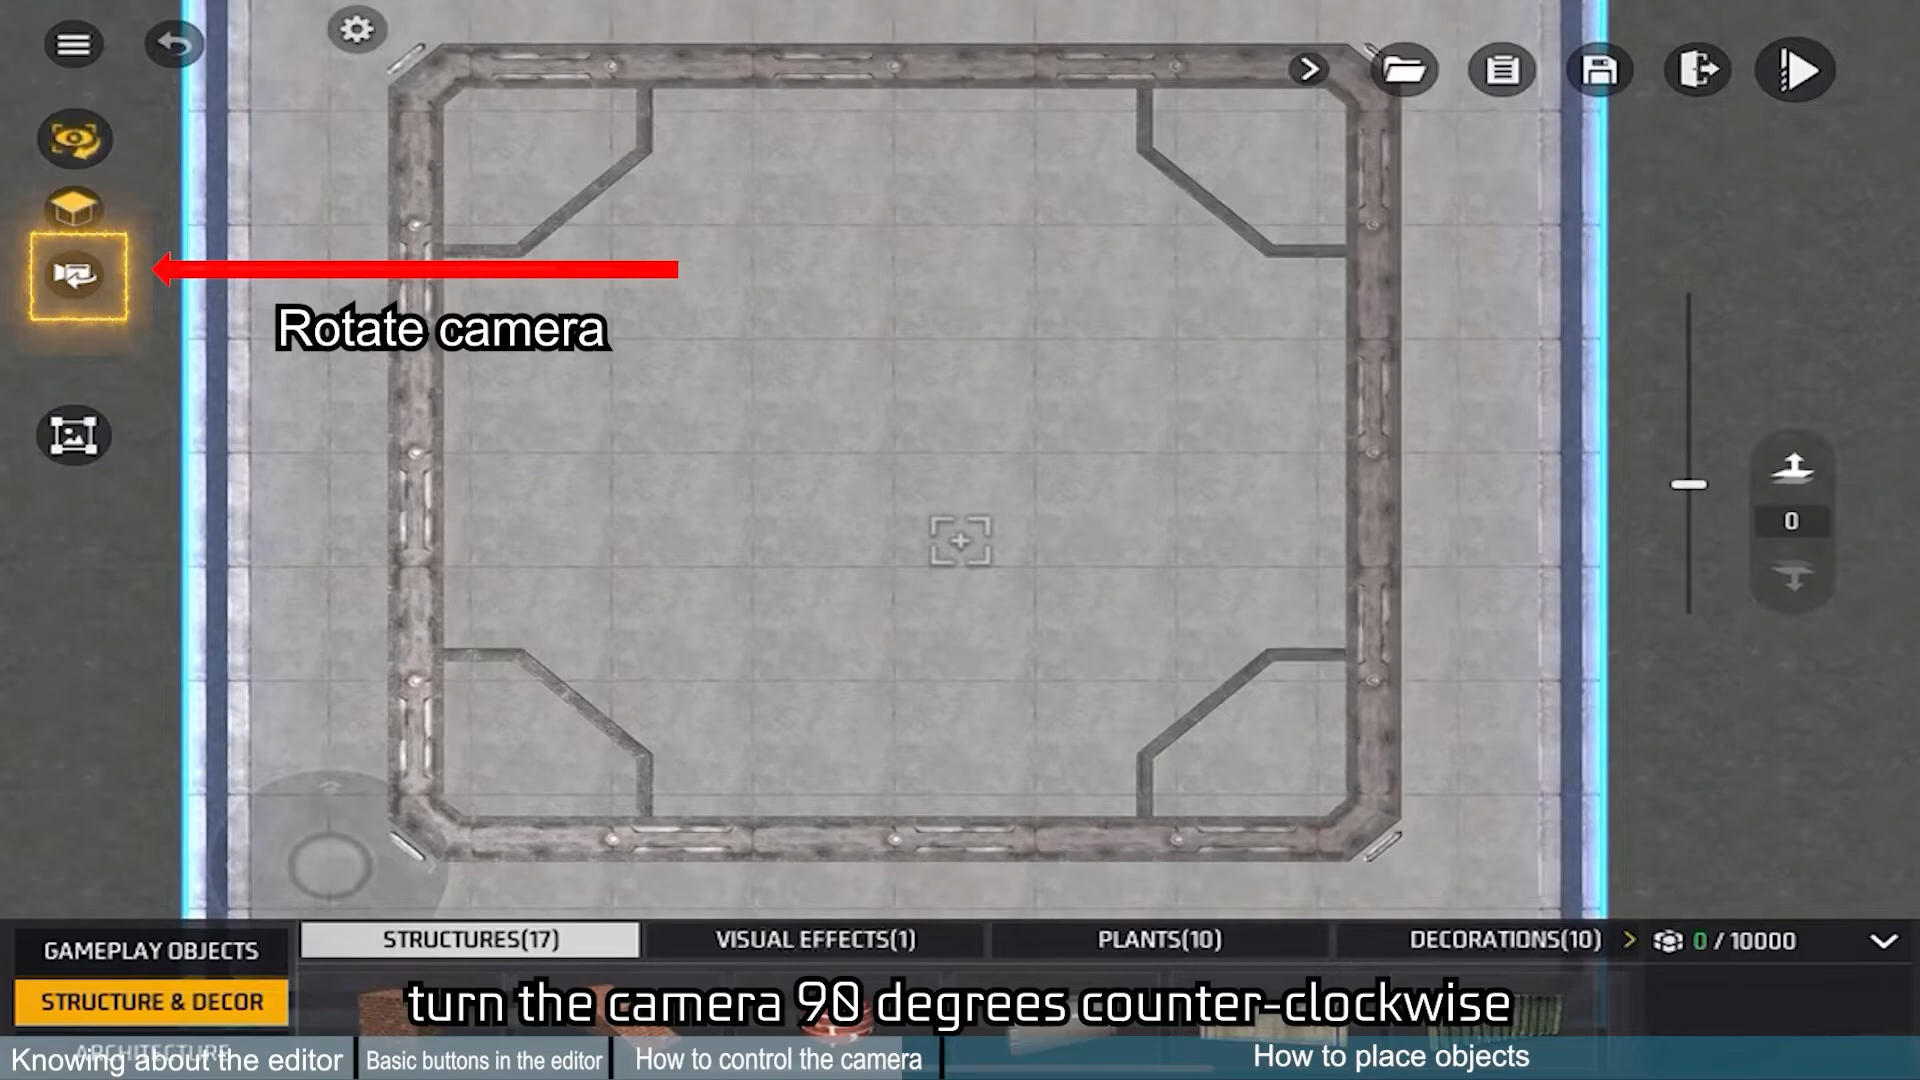 Rotate camera
0
GAMEPLAY OBJECTS
STRUCTURES(17)
VISUAL EFFECTS(1)
PLANTS(10)
DECORATIONS(10)
0 / 10000
STRUCTURE & DECOR
turn the camera 90 degrees counter-clockwise
ARCHITECTURE
Knowing about the editor
Basic buttons in the editor
How to control the camera
How to place objects